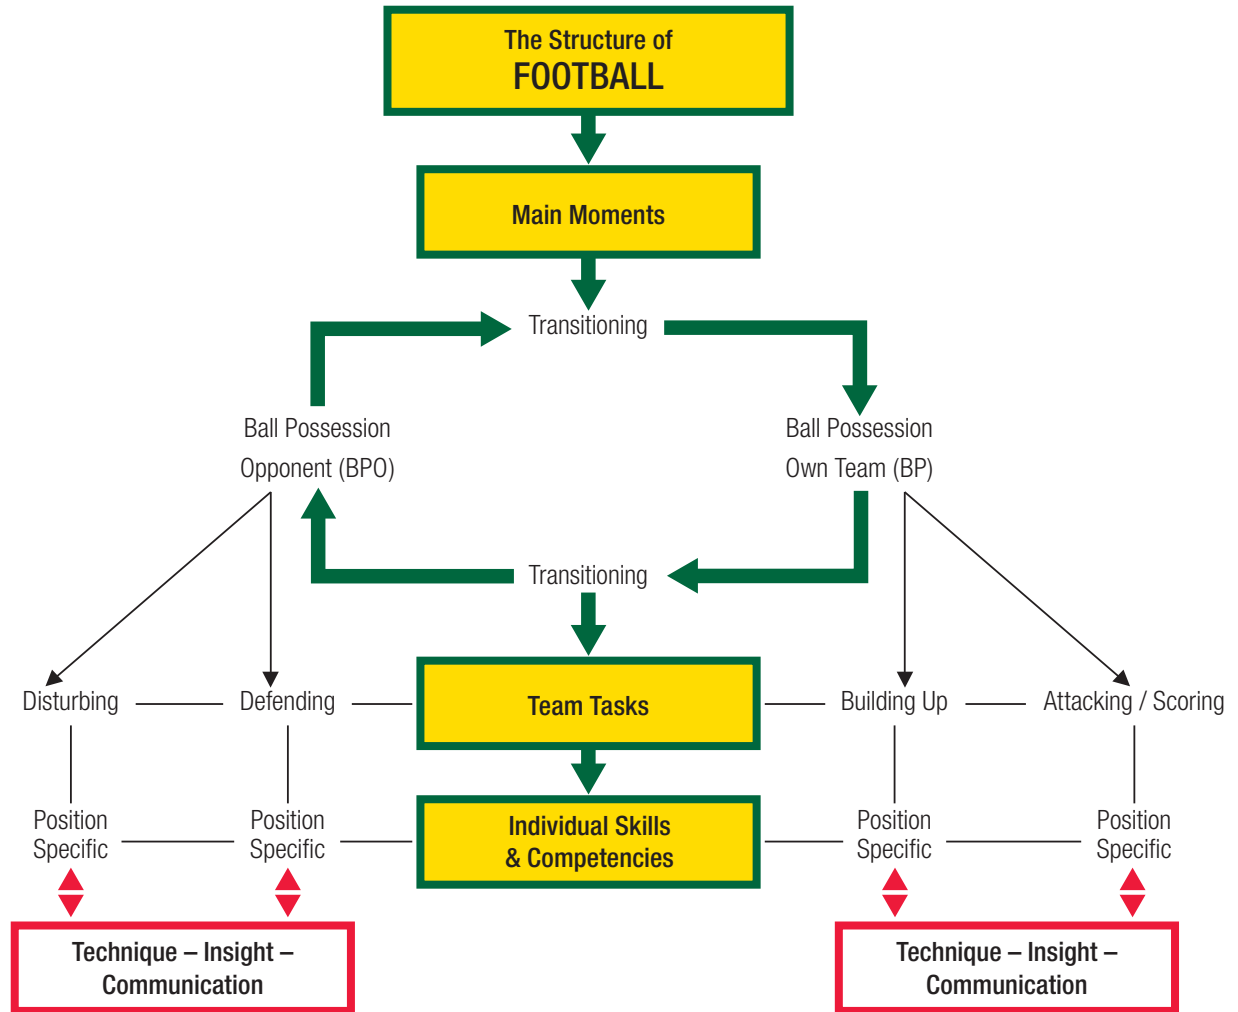 The Structure of
FOOTBALL
Main Moments
Transitioning
Ball Possession
Opponent (BPO)
Ball Possession
Own Team (BP)
Transitioning
Disturbing
Defending
Team Tasks
Building Up
Attacking / Scoring
Position
Specific
Position
Specific
Individual Skills
& Competencies
Position
Specific
Position
Specific
Technique – Insight –
Communication
Technique – Insight –
Communication